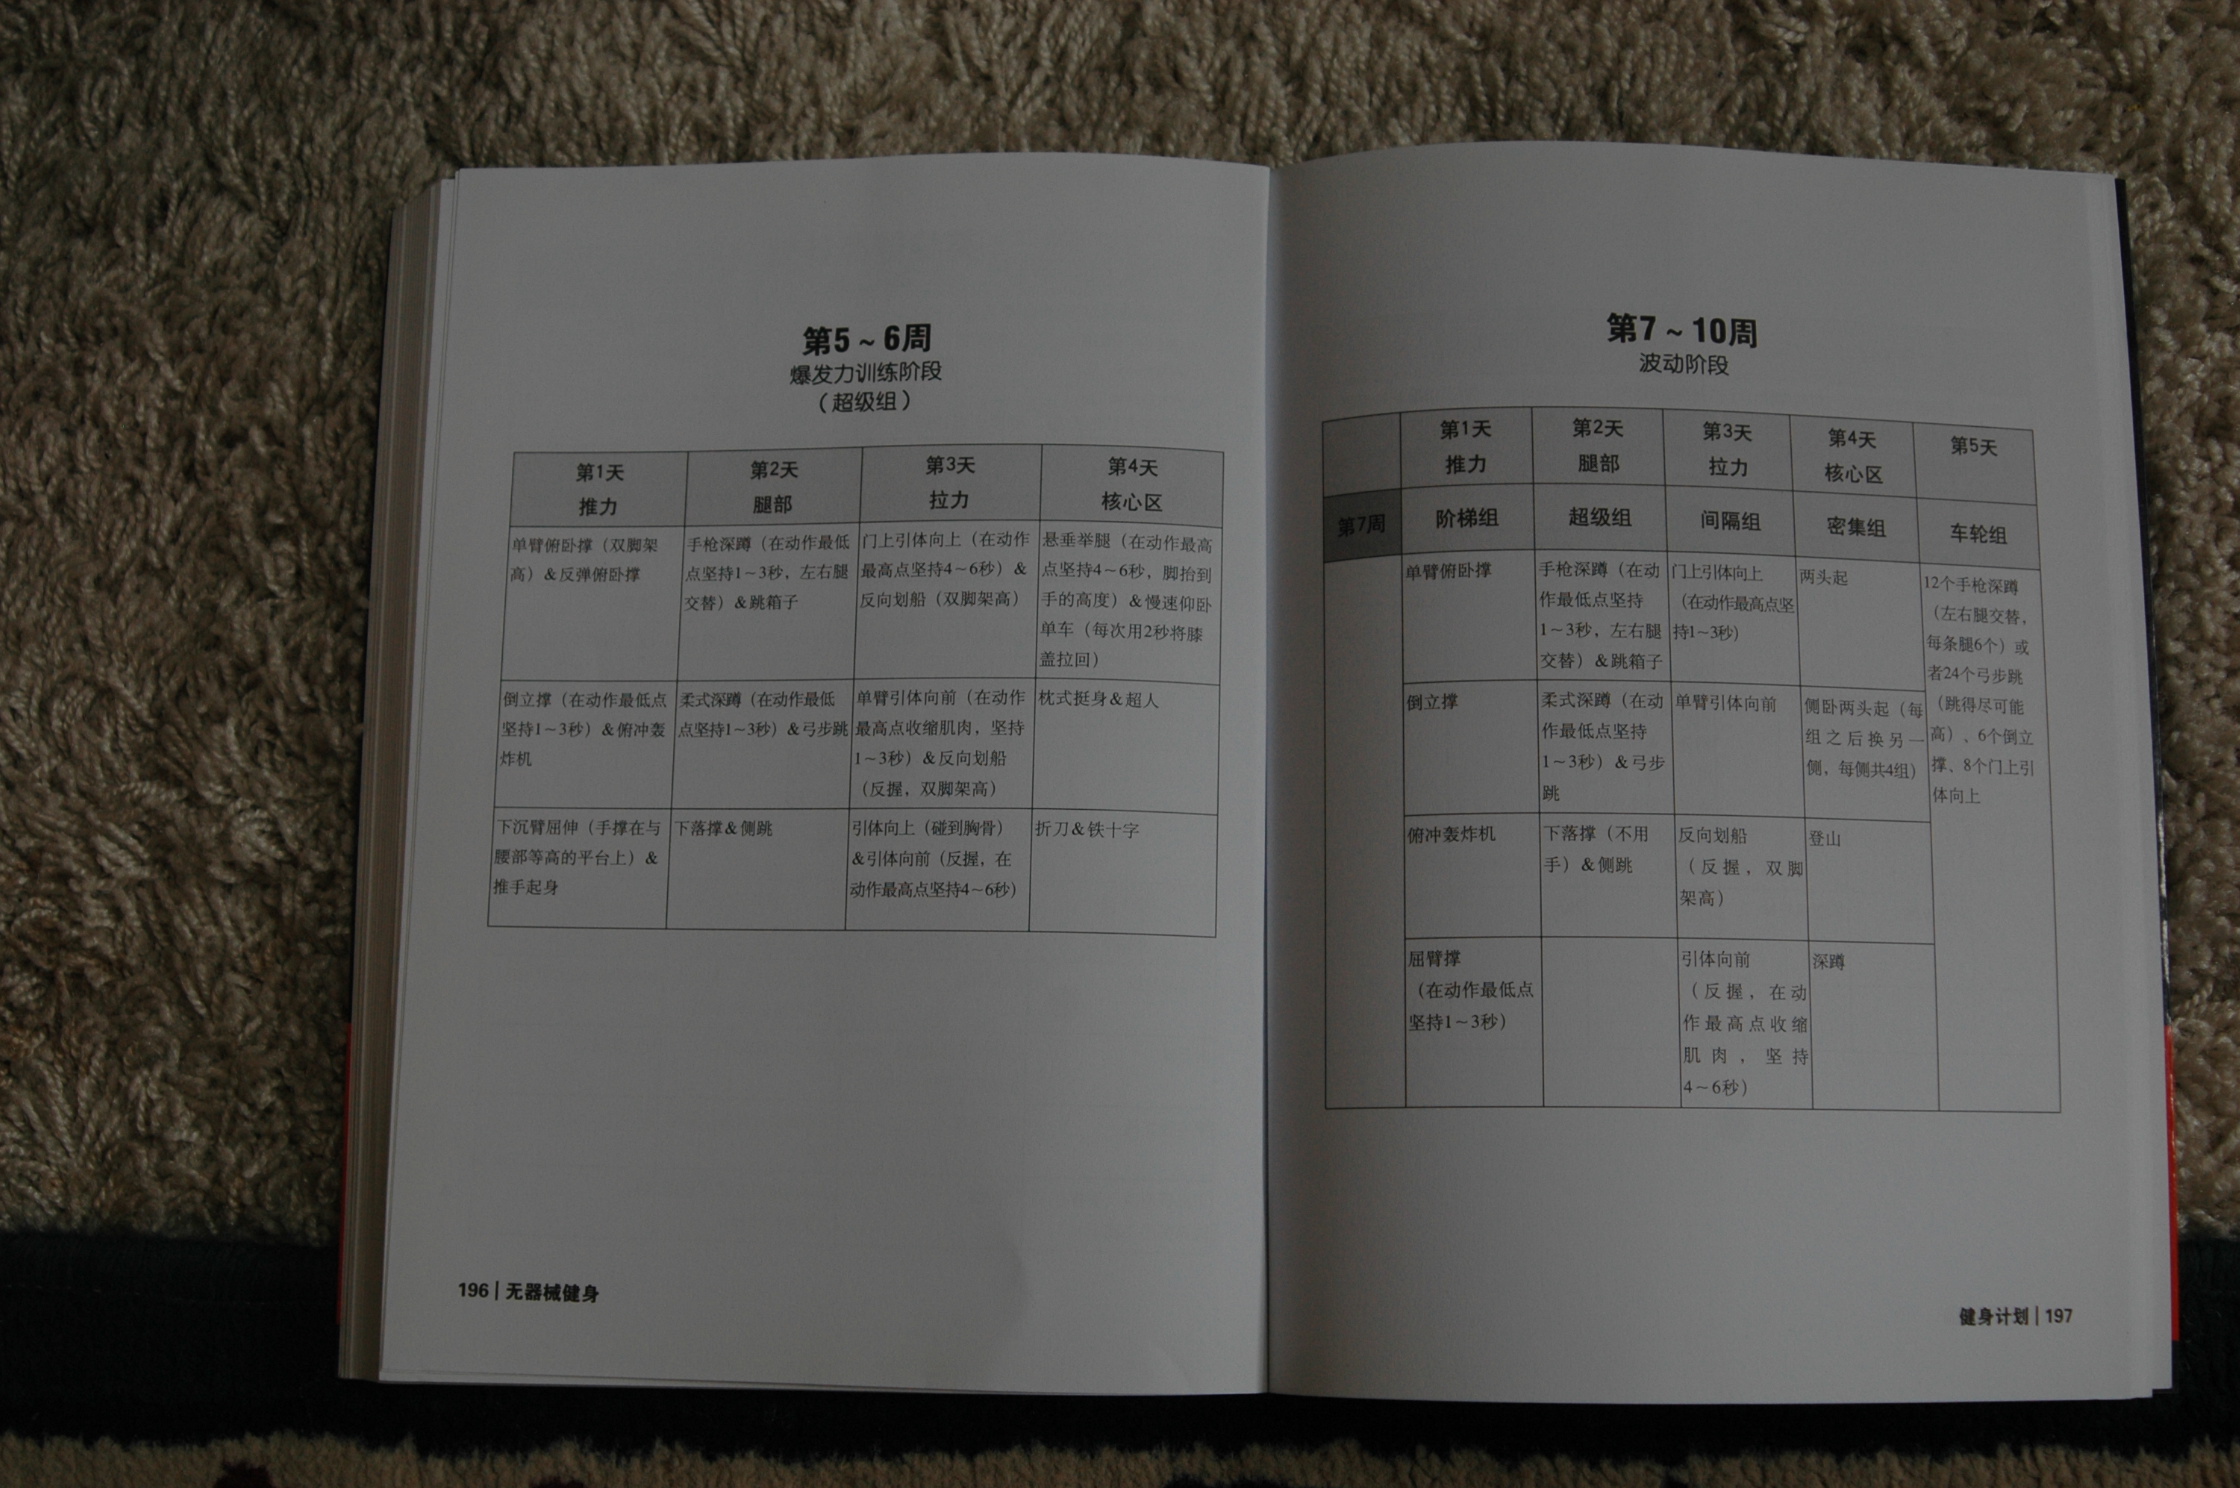 第5～6周
爆发力训练阶段
（超级组）
第1天
推力
第2天
腿部
第3天
拉力
第4天
核心区
单臂俯卧撑（双脚架
高）＆反弹俯卧撑
手枪深蹲（在动作最低
点坚持1～3秒，左右腿
交替）＆跳箱子
门上引体向上（在动作
最高点坚持4～6秒）＆
反向划船（双脚架高）
悬垂举腿（在动作最高
点坚持4～6秒，脚抬到
手的高度）＆慢速仰卧
单车（每次用2秒将膝
盖拉回）
倒立撑（在动作最低点
坚持1～3秒）＆俯冲轰
炸机
柔式深蹲（在动作最低
点坚持1～3秒）＆弓步跳
单臂引体向前（在动作
最高点收缩肌肉，坚持
1～3秒）＆反向划船
（反握，双脚架高）
枕式挺身＆超人
下沉臂屈伸（手撑在与
腰部等高的平台上）＆
推手起身
下落撑＆侧跳
引体向上（碰到胸骨）
＆引体向前（反握，在
动作最高点坚持4～6秒）
折刀＆铁十字
196 | 无器械健身
第7～10周
波动阶段
第1天
推力
第2天
腿部
第3天
拉力
第4天
核心区
第5天
第7周
阶梯组
超级组
间隔组
密集组
车轮组
单臂俯卧撑
手枪深蹲（在动
作最低点坚持
1～3秒，左右腿
交替）＆跳箱子
门上引体向上
（在动作最高点坚
持1～3秒）
两头起
12个手枪深蹲
（左右腿交替，
每条腿6个）或
者24个弓步跳
（跳得尽可能
高）、6个倒立
撑、8个门上引
体向上
倒立撑
柔式深蹲（在动
作最低点坚持
1～3秒）＆弓步
跳
单臂引体向前
侧卧两头起（每
组之后换另一
侧，每侧共4组）
俯冲轰炸机
下落撑（不用
手）＆侧跳
反向划船
（反握，双脚
架高）
登山
屈臂撑
（在动作最低点
坚持1～3秒）
引体向前
（反握，在动
作最高点收缩
肌肉，坚持
4～6秒）
深蹲
健身计划 | 197